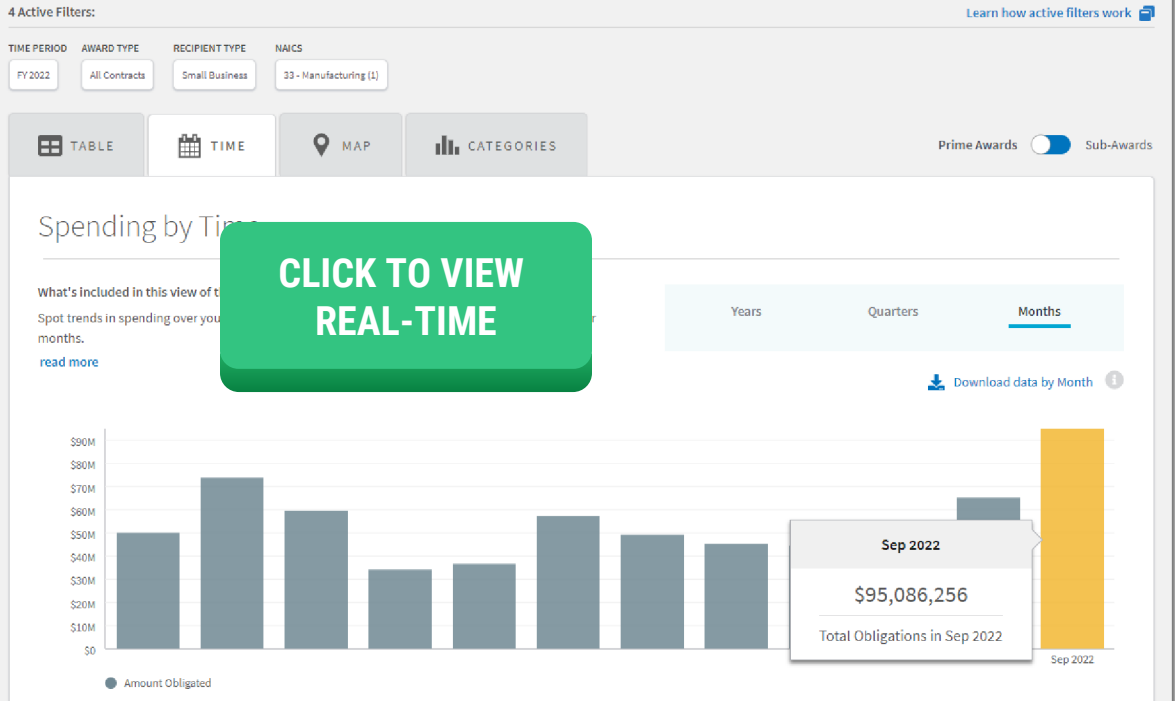 4 Active Filters:
Learn how active filters work
TIME PERIOD AWARD TYPE RECIPIENT TYPE NAICS
FY 2022 All Contracts Small Business 33 - Manufacturing (1)
TABLE TIME MAP CATEGORIES
Prime Awards Sub-Awards
Spending by Time
CLICK TO VIEW
REAL-TIME
What's included in this view of t
Spot trends in spending over you
r
months.
read more
Years Quarters Months
Download data by Month
$90M
$80M
$70M
$60M
$50M
$40M
$30M
$20M
$10M
$0
Sep 2022
$95,086,256
Total Obligations in Sep 2022
Sep 2022
Amount Obligated